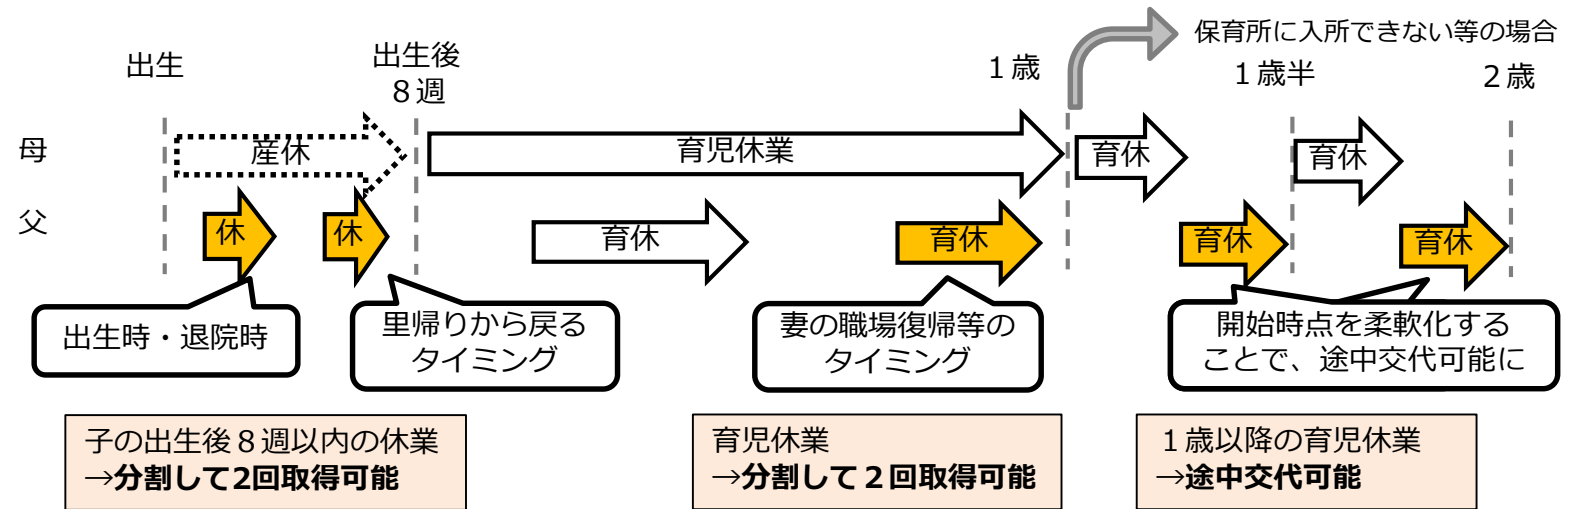 保育所に入所できない等の場合
出生
出生後
８週
１歳
１歳半
２歳
母
産休
育児休業
育休
育休
父
休
休
育休
育休
育休
育休
出生時・退院時
里帰りから戻る
タイミング
妻の職場復帰等の
タイミング
開始時点を柔軟化する
ことで、途中交代可能に
子の出生後８週以内の休業
→分割して2回取得可能
育児休業
→分割して２回取得可能
１歳以降の育児休業
→途中交代可能